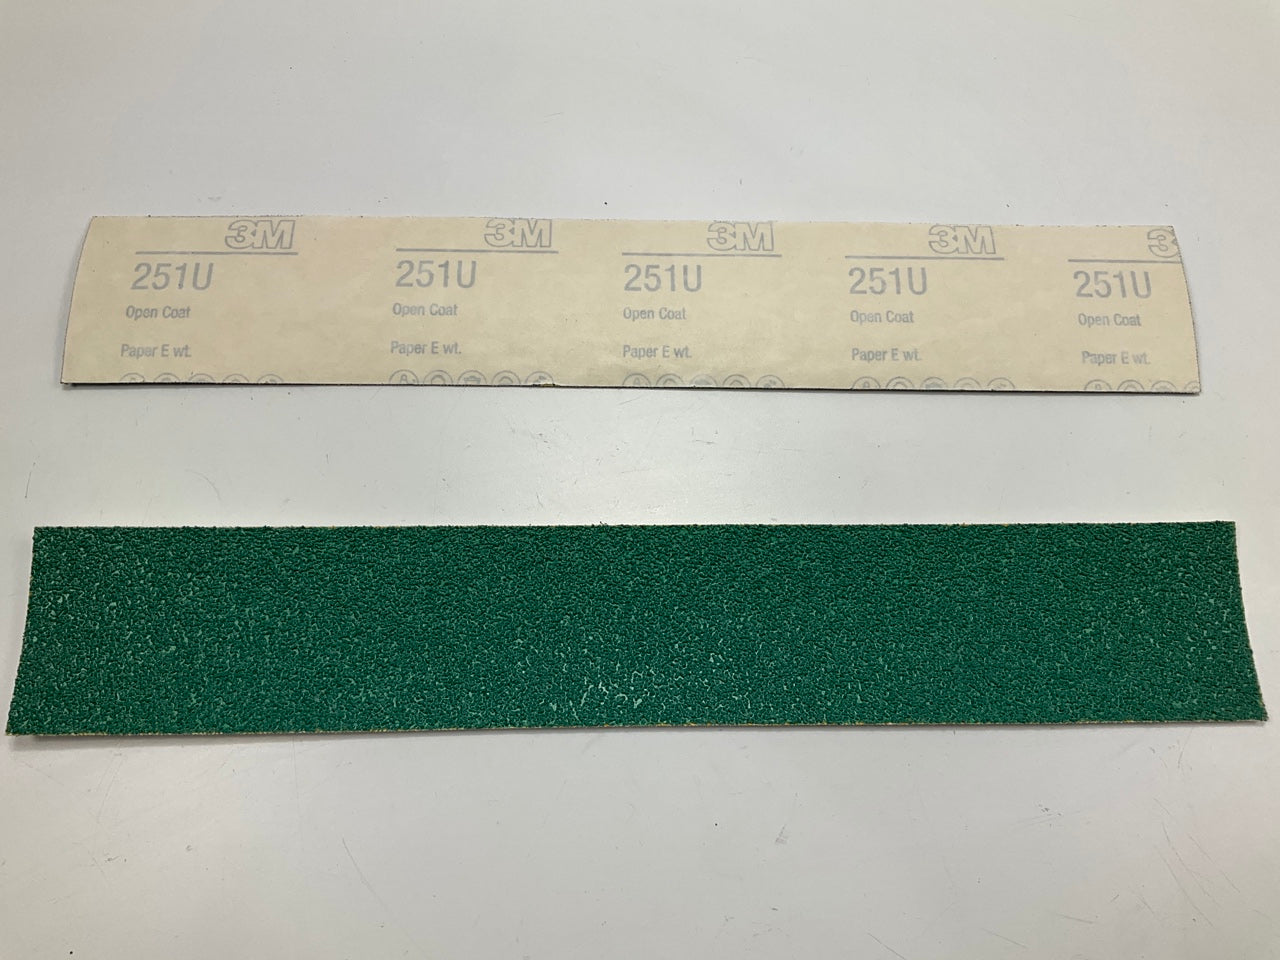 3M 3M 3M 3M 3M
251U 251U 251U 251U 251U
Open Coat Open Coat Open Coat Open Coat Open Coat
Paper E wt. Paper E wt. Paper E wt. Paper E wt. Paper E wt.